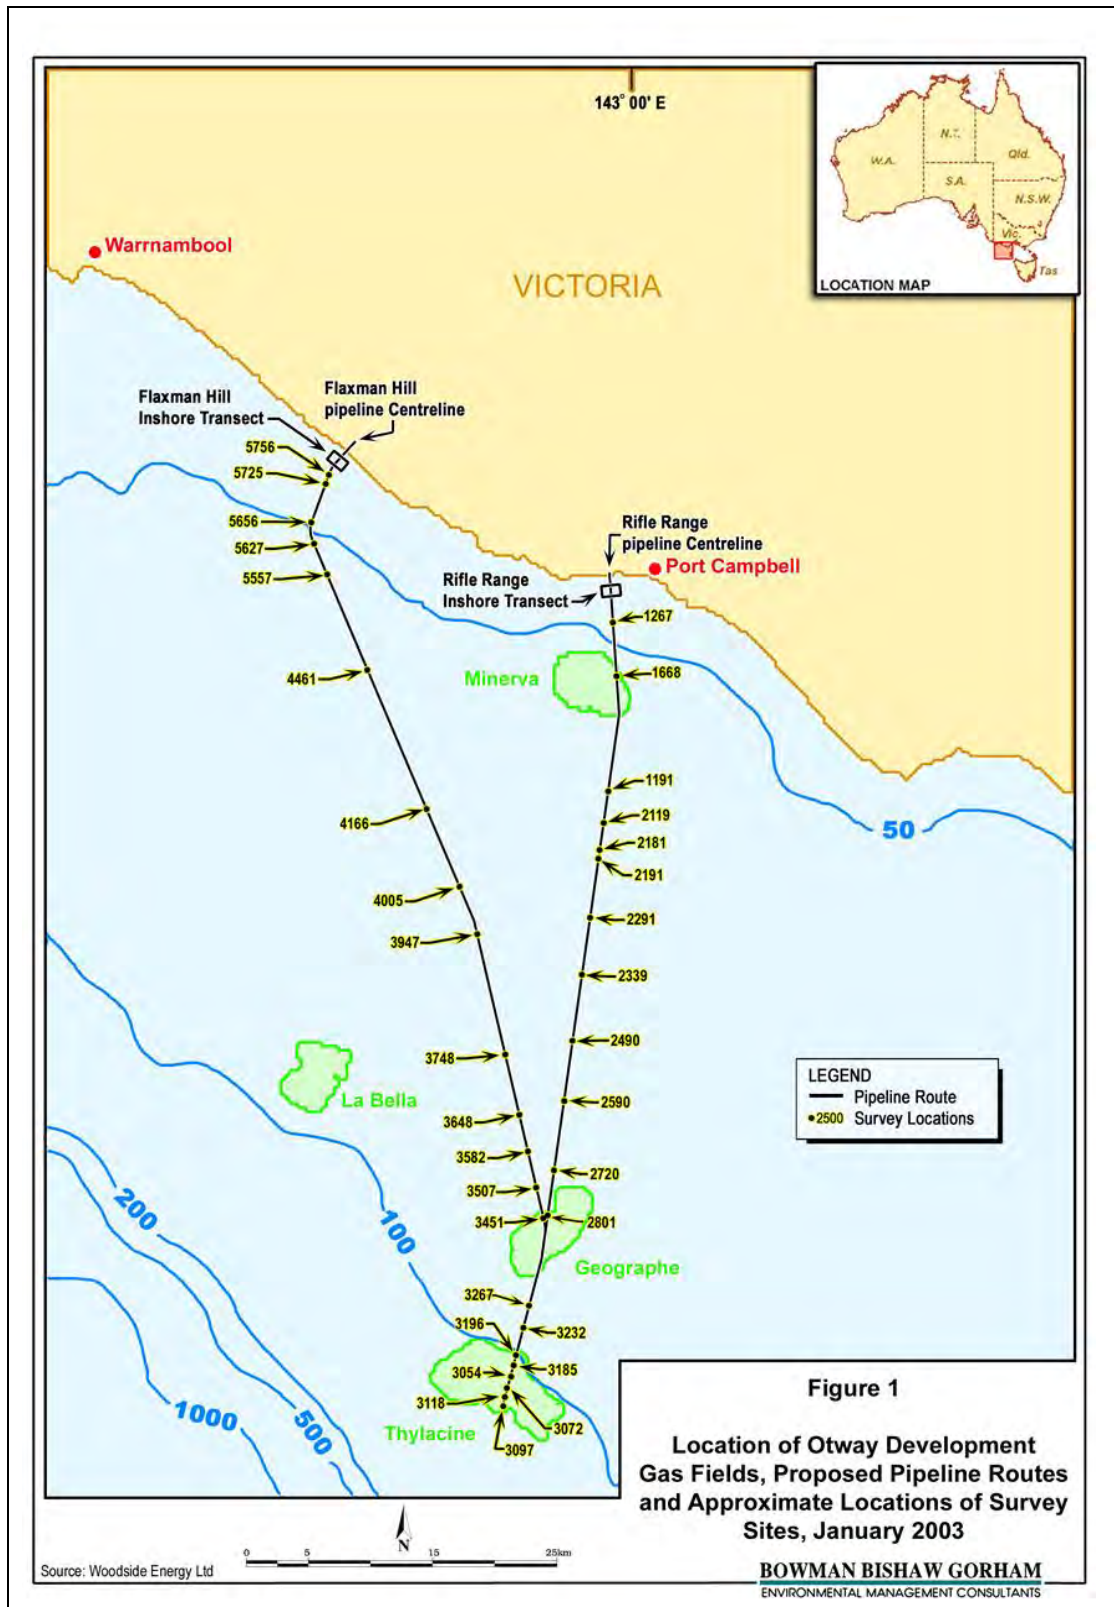 143° 00' E
W.A.
N.T.
Qld.
S.A.
N.S.W.
Vic.
Tas
LOCATION MAP
Warrnambool
VICTORIA
Flaxman Hill
Inshore Transect
Flaxman Hill
pipeline Centreline
5756
5725
5656
5627
5557
4461
4166
4005
3947
3748
3648
3582
3507
3451
Rifle Range
pipeline Centreline
Port Campbell
Rifle Range
Inshore Transect
1267
Minerva
1668
1191
2119
2181
2191
2291
2339
2490
2590
2720
2801
50
La Bella
LEGEND
Pipeline Route
2500 Survey Locations
Geographe
200
100
500
1000
3267
3196
3232
3054
3185
3118
3072
3097
Thylacine
Figure 1
Location of Otway Development
Gas Fields, Proposed Pipeline Routes
and Approximate Locations of Survey
Sites, January 2003
N
0 5 15 25km
Source: Woodside Energy Ltd
BOWMAN BISHAW GORHAM
ENVIRONMENTAL MANAGEMENT CONSULTANTS